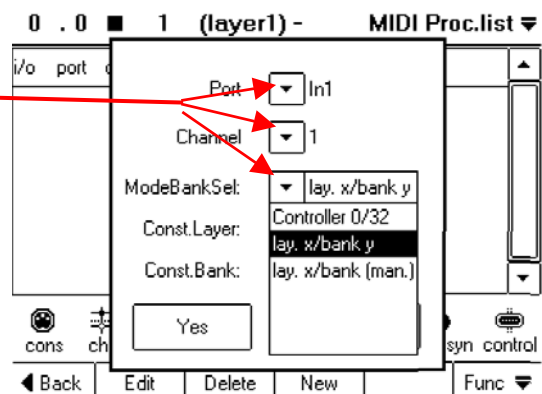 0 . 0 ■ 1 (layer1) - MIDI Proc.list
i/o port
Port In1
Channel 1
ModeBankSel: lay. x/bank y
Controller 0/32
Const.Layer:
lay. x/bank y
Const.Bank: lay. x/bank (man.)
Yes
cons ch syn control
Back Edit Delete New Func